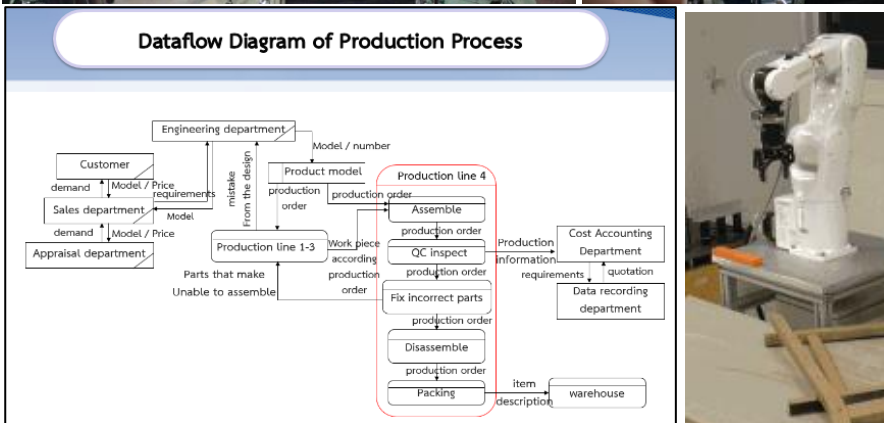 Dataflow Diagram of Production Process
Engineering department
Model / number
Customer
Product model
Production line 4
demand
Model / Price
requirements
mistake
From the design
production
order
production order
Sales department
Model
Assemble
demand
Model / Price
production order
Appraisal department
Production line 1-3
Work piece
according
production
order
QC inspect
Production
information
Cost Accounting
Department
production order
requirements
quotation
Parts that make
Unable to assemble
Fix incorrect parts
Data recording
department
production order
Disassemble
production order
Packing
item
description
warehouse